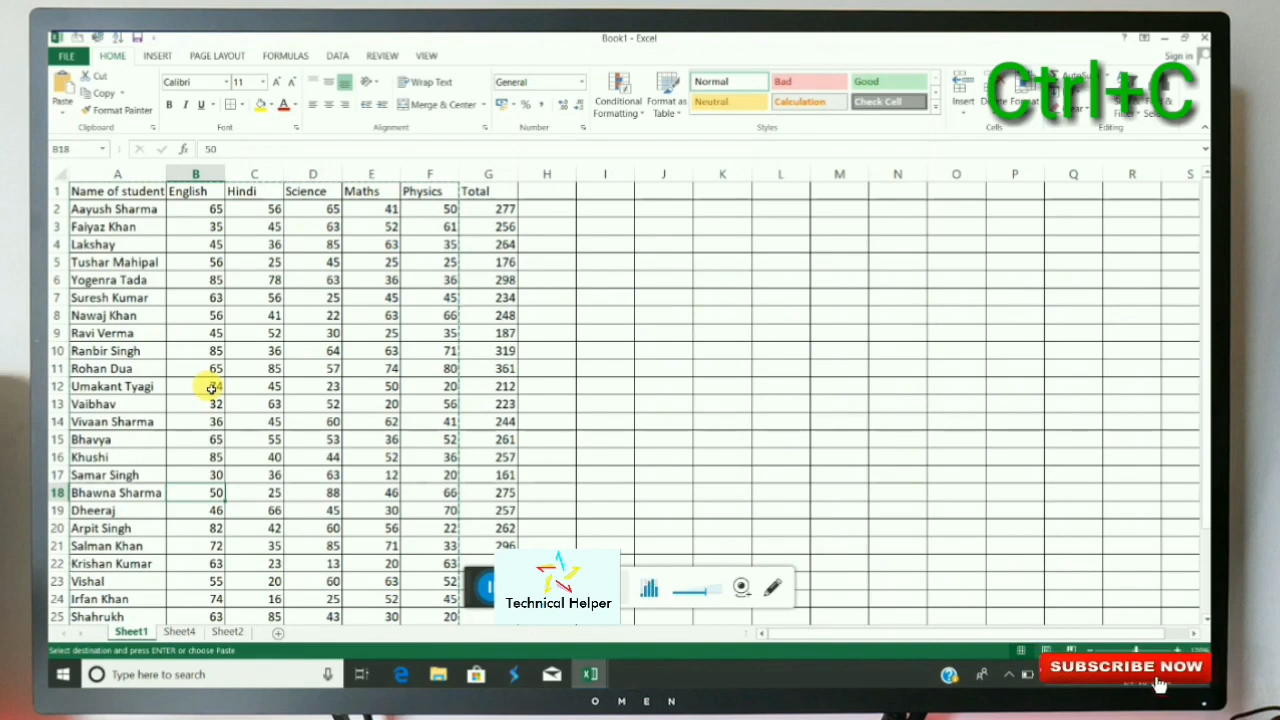 Book1 - Excel
Sign in
FILE HOME INSERT PAGE LAYOUT FORMULAS DATA REVIEW VIEW
Ctrl+C
Paste
Cut
Copy
Format Painter
Calibri 11
B I U
Wrap Text
Merge & Center
General
Conditional Formatting
Format as Table
Normal Bad Good
Neutral Calculation Check Cell
Insert
Clipboard Font Alignment Number Styles Cells Editing
B18 fx 50
A B C D E F G H I J K L M N O P Q R S
1 Name of student English Hindi Science Maths Physics Total
2 Aayush Sharma 65 56 65 41 50 277
3 Faiyaz Khan 35 45 63 52 61 256
4 Lakshay 45 36 85 63 35 264
5 Tushar Mahipal 56 25 45 25 25 176
6 Yogenra Tada 85 78 63 36 36 298
7 Suresh Kumar 63 56 25 45 45 234
8 Nawaj Khan 56 41 22 63 66 248
9 Ravi Verma 45 52 30 25 35 187
10 Ranbir Singh 85 36 64 63 71 319
11 Rohan Dua 65 85 57 74 80 361
12 Umakant Tyagi 74 45 23 50 20 212
13 Vaibhav 32 63 52 20 56 223
14 Vivaan Sharma 36 45 60 62 41 244
15 Bhavya 65 55 53 36 52 261
16 Khushi 85 40 44 52 36 257
17 Samar Singh 30 36 63 12 20 161
18 Bhawna Sharma 50 25 88 46 66 275
19 Dheeraj 46 66 45 30 70 257
20 Arpit Singh 82 42 60 56 22 262
21 Salman Khan 72 35 85 71 33 296
22 Krishan Kumar 63 23 13 20 63
23 Vishal 55 20 60 63 52
24 Irfan Khan 74 16 25 52 45
25 Shahrukh 63 85 43 30 20
Technical Helper
Sheet1 Sheet4 Sheet2
Select destination and press ENTER or choose Paste
Type here to search
SUBSCRIBE NOW
OMEN